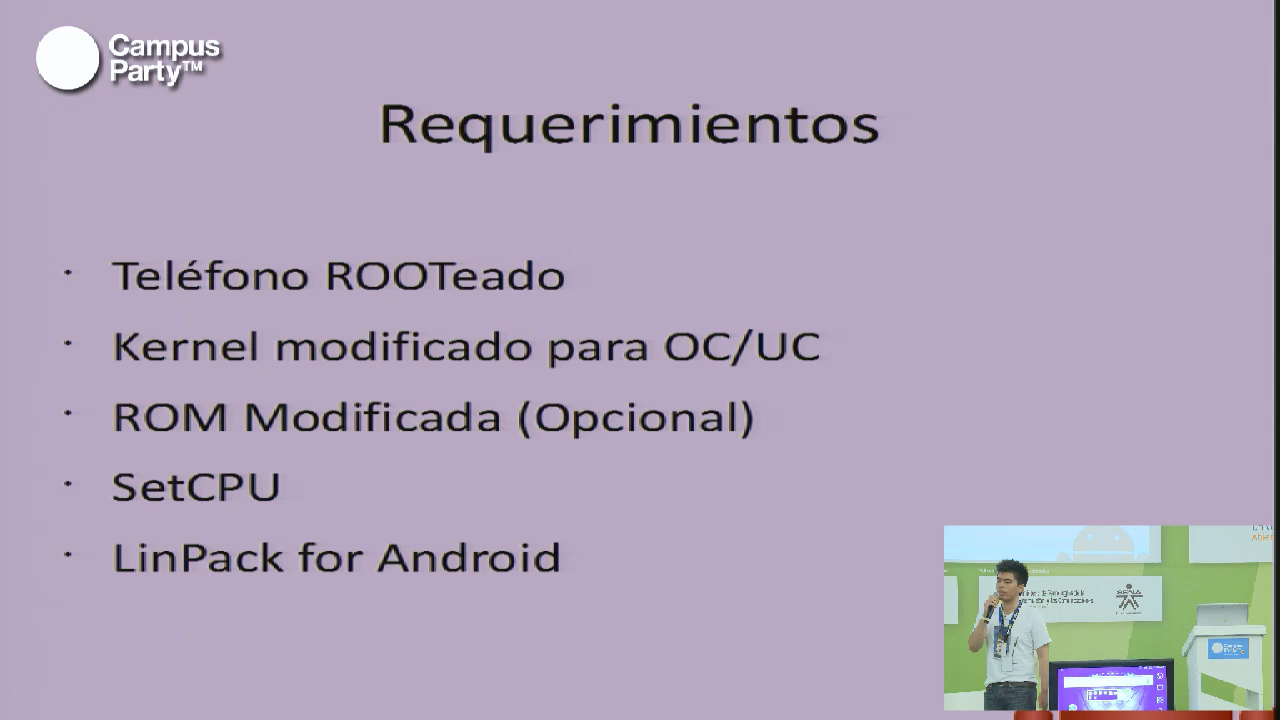 Campus
Party™
Requerimientos
· Teléfono ROOTeado
· Kernel modificado para OC/UC
· ROM Modificada (Opcional)
· SetCPU
· LinPack for Android
SENA